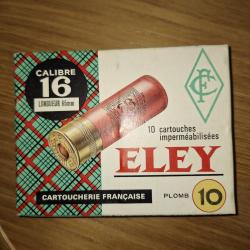 CALIBRE
16
LONGUEUR 65mm
CF
10 cartouches
imperméabilisées
ELEY
CARTOUCHERIE FRANÇAISE
PLOMB 10